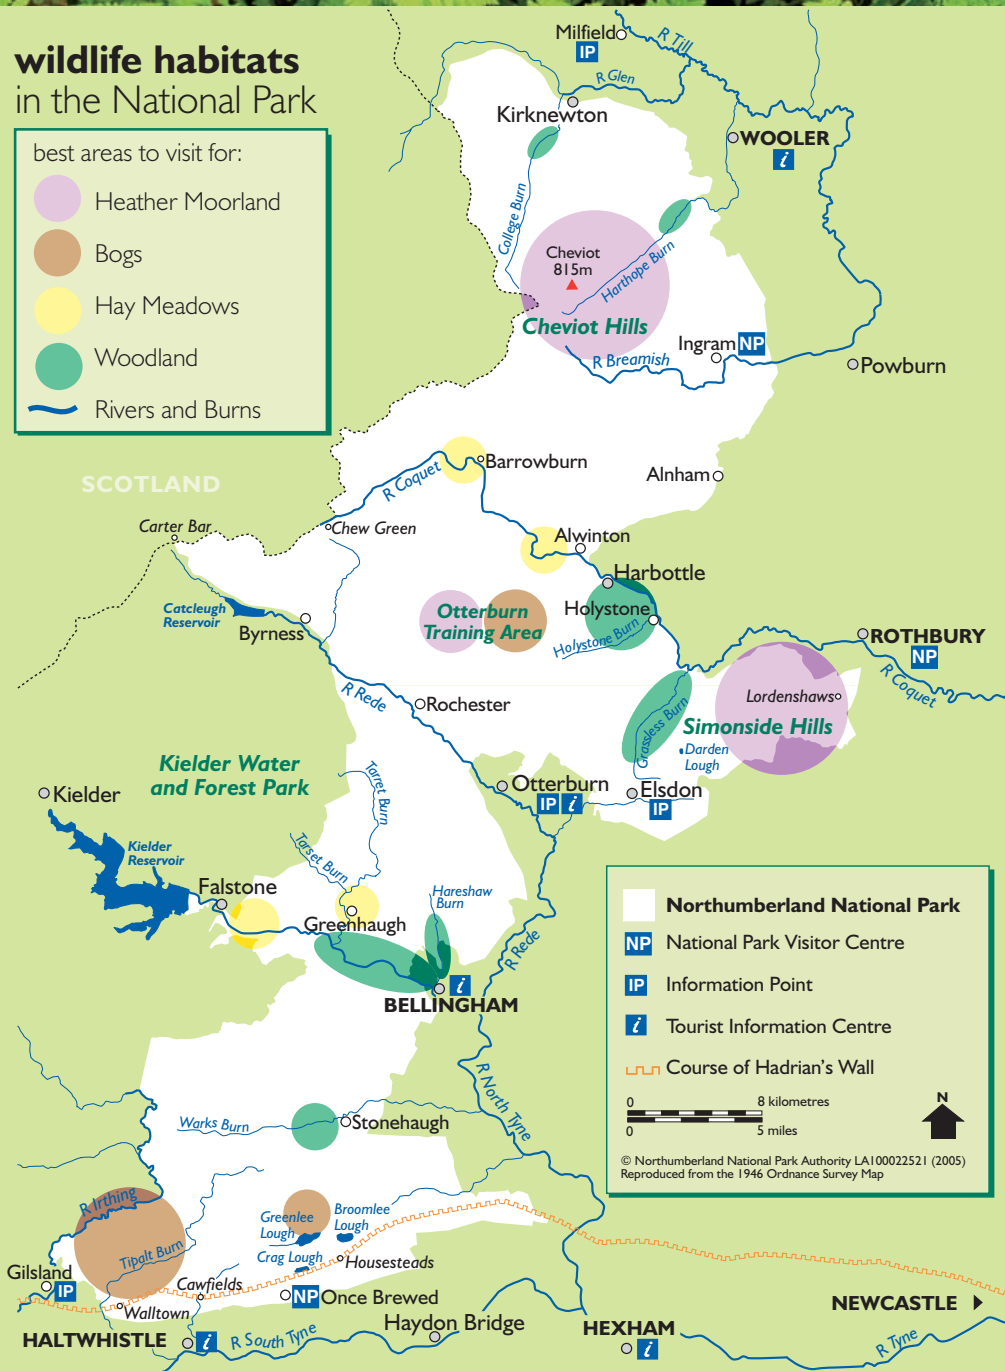 wildlife habitats
in the National Park
best areas to visit for:
Heather Moorland
Bogs
Hay Meadows
Woodland
Rivers and Burns
Milfield
IP
R Till
R Glen
Kirknewton
WOOLER
i
College Burn
Cheviot
815m
Harthope Burn
Cheviot Hills
Ingram NP
R Breamish
Powburn
SCOTLAND
R Coquet
Barrowburn
Alnham
Carter Bar
Chew Green
Alwinton
Harbottle
Catcleugh
Reservoir
Byrness
Otterburn
Training Area
Holystone
Holystone Burn
ROTHBURY
NP
R Coquet
R Rede
Rochester
Lordenshaws
Grassless Burn
Simonside Hills
Darden
Lough
Kielder Water
and Forest Park
Tarret Burn
Otterburn
IP i
Elsdon
IP
Kielder
Kielder
Reservoir
Tarset Burn
Falstone
Hareshaw
Burn
Greenhaugh
R Rede
i
BELLINGHAM
Northumberland National Park
NP National Park Visitor Centre
IP Information Point
i Tourist Information Centre
Course of Hadrian's Wall
0 8 kilometres
0 5 miles
N
© Northumberland National Park Authority LA100022521 (2005)
Reproduced from the 1946 Ordnance Survey Map
R North Tyne
Warks Burn
Stonehaugh
R Irthing
Greenlee
Lough
Broomlee
Lough
Tipalt Burn
Crag Lough
Housesteads
Gilsland
IP
Cawfields
Walltown
NP Once Brewed
NEWCASTLE
HALTWHISTLE
i
R South Tyne
Haydon Bridge
HEXHAM
i
R Tyne